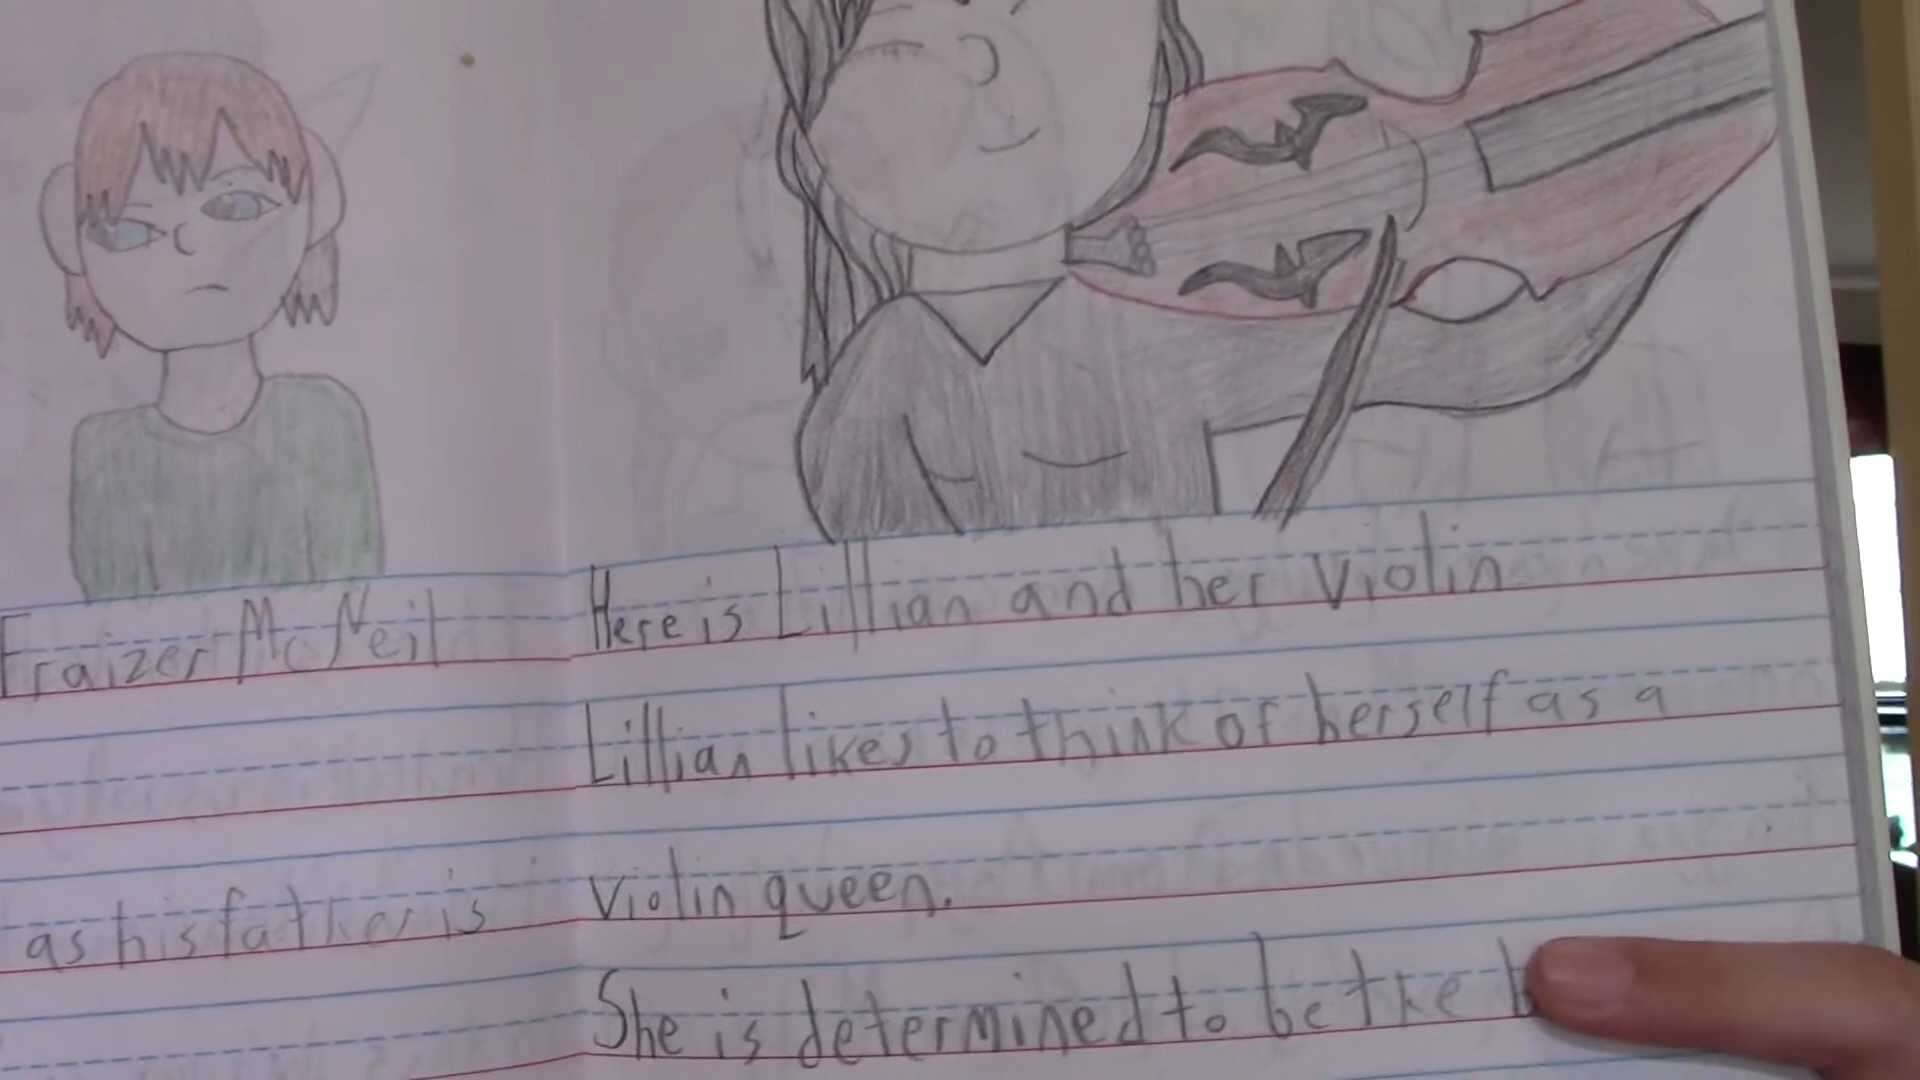 Fraizer McNeil
as his father is
Here is Lillian and her violin
Lillian likes to think of herself as a
violin queen.
She is determined to be the